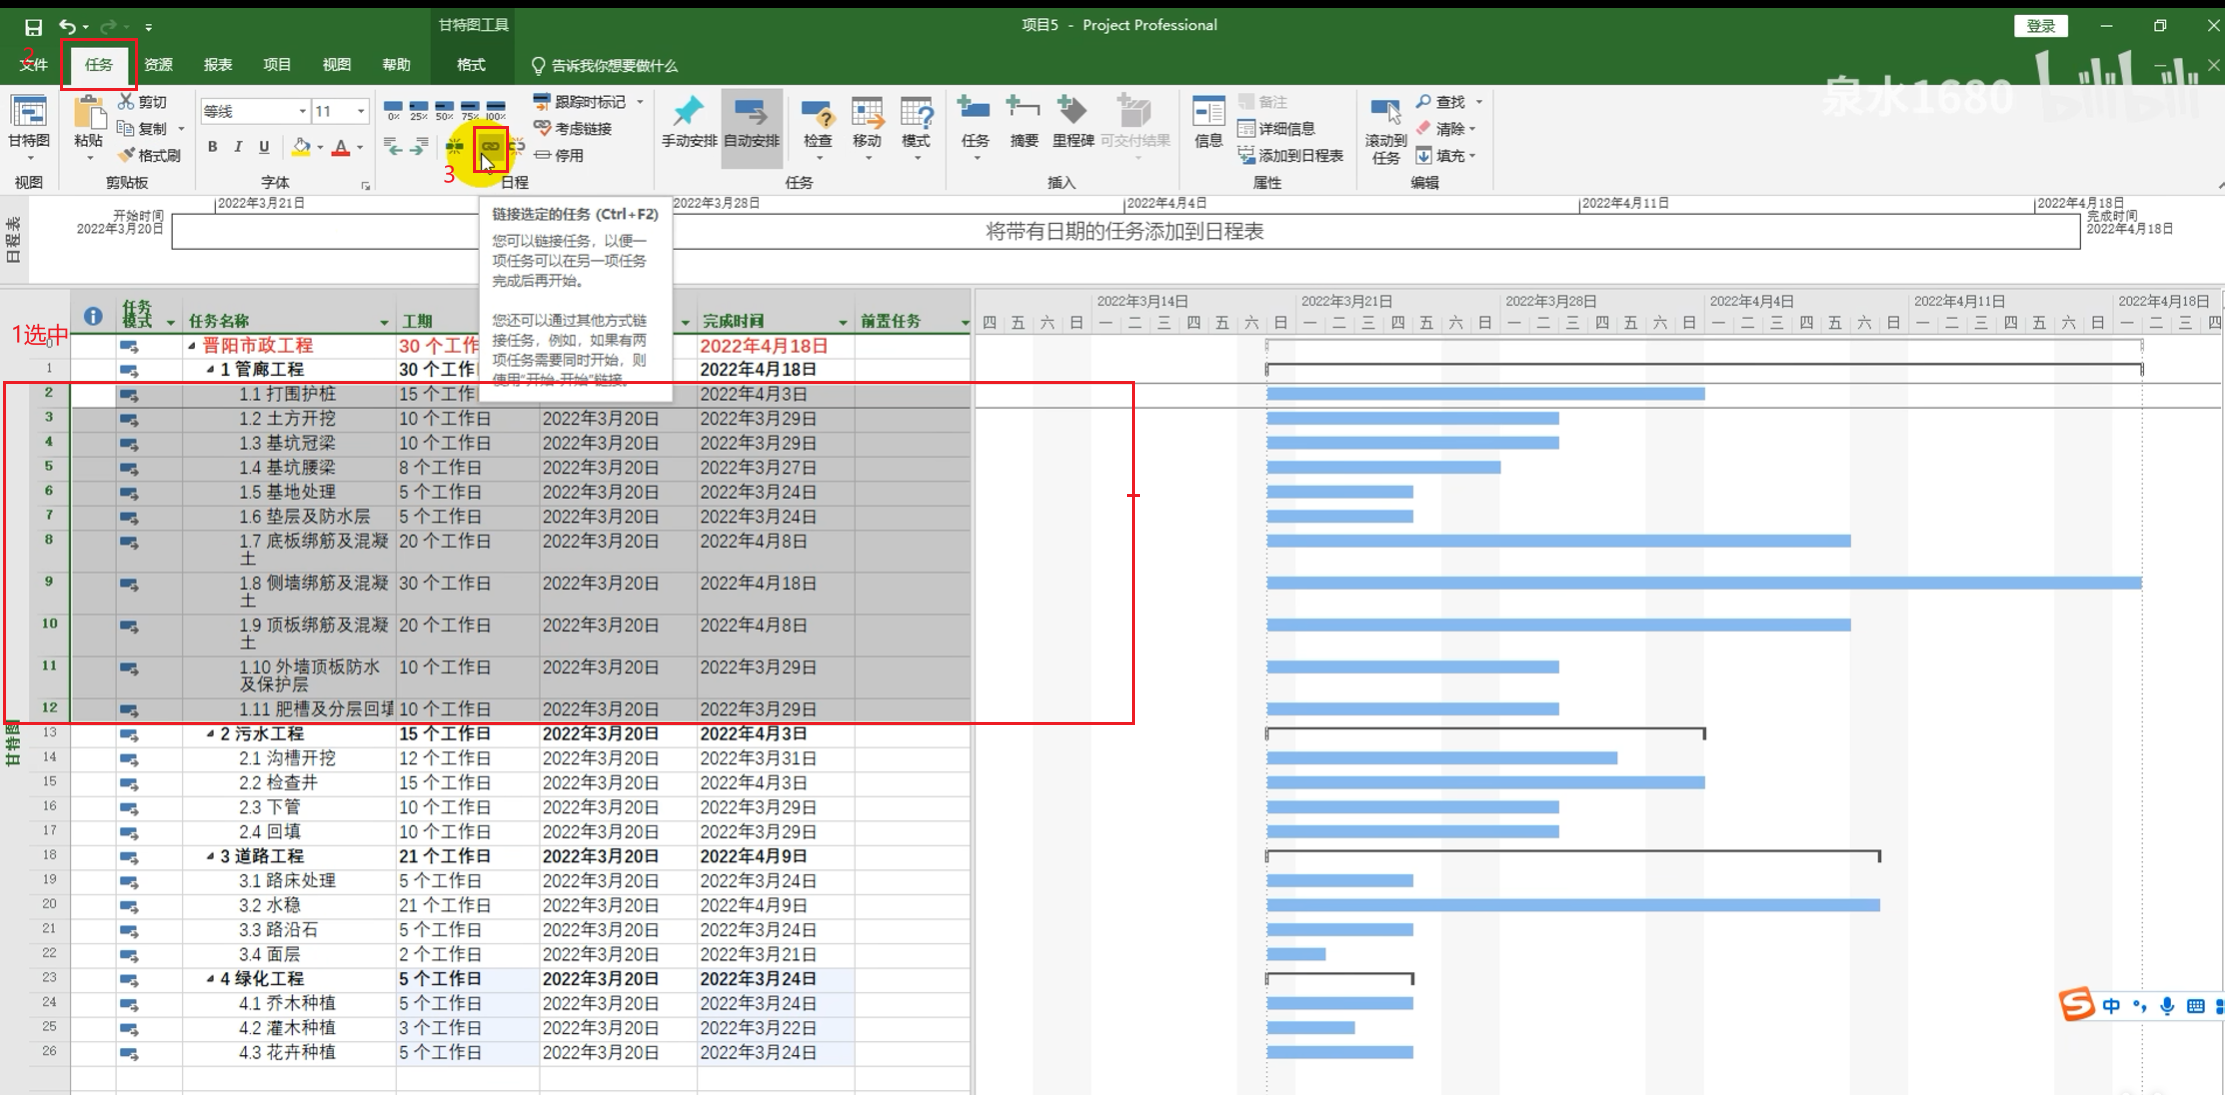 甘特图工具
项目5 - Project Professional
登录
2
文件 任务 资源 报表 项目 视图 帮助 格式 告诉我你想要做什么
泉水1680
bilibili
甘特图
视图
粘贴
剪切
复制
格式刷
剪贴板
等线 11
B I U A
字体
0% 25% 50% 75% 100%
跟踪时标记
考虑链接
停用
3
日程
手动安排 自动安排 检查 移动 模式
任务
任务 摘要 里程碑 可交付结果
插入
信息
备注
详细信息
添加到日程表
属性
滚动到
任务
查找
清除
填充
编辑
日程表
开始时间
2022年3月20日
2022年3月21日 2022年3月28日 2022年4月4日 2022年4月11日 2022年4月18日
将带有日期的任务添加到日程表
完成时间
2022年4月18日
链接选定的任务 (Ctrl+F2)
您可以链接任务，以便一
项任务可以在另一项任务
完成后再开始。
您还可以通过其他方式链
接任务，例如，如果有两
项任务需要同时开始，则
使用"开始-开始"链接。
1选中
甘特图
任务
模式 任务名称 工期 完成时间 前置任务
2022年3月14日 2022年3月21日 2022年3月28日 2022年4月4日 2022年4月11日 2022年4月18日
四 五 六 日 一 二 三 四 五 六 日 一 二 三 四 五 六 日 一 二 三 四 五 六 日 一 二 三 四 五 六 日 一 二 三 四 五 六 日 一 二 三 四
0 晋阳市政工程 30 个工作 2022年4月18日
1 1 管廊工程 30 个工作 2022年4月18日
2 1.1 打围护桩 15 个工作 2022年4月3日
3 1.2 土方开挖 10 个工作日 2022年3月20日 2022年3月29日
4 1.3 基坑冠梁 10 个工作日 2022年3月20日 2022年3月29日
5 1.4 基坑腰梁 8 个工作日 2022年3月20日 2022年3月27日
6 1.5 基地处理 5 个工作日 2022年3月20日 2022年3月24日
7 1.6 垫层及防水层 5 个工作日 2022年3月20日 2022年3月24日
8 1.7 底板绑筋及混凝土 20 个工作日 2022年3月20日 2022年4月8日
9 1.8 侧墙绑筋及混凝土 30 个工作日 2022年3月20日 2022年4月18日
10 1.9 顶板绑筋及混凝土 20 个工作日 2022年3月20日 2022年4月8日
11 1.10 外墙顶板防水及保护层 10 个工作日 2022年3月20日 2022年3月29日
12 1.11 肥槽及分层回填 10 个工作日 2022年3月20日 2022年3月29日
13 2 污水工程 15 个工作日 2022年3月20日 2022年4月3日
14 2.1 沟槽开挖 12 个工作日 2022年3月20日 2022年3月31日
15 2.2 检查井 15 个工作日 2022年3月20日 2022年4月3日
16 2.3 下管 10 个工作日 2022年3月20日 2022年3月29日
17 2.4 回填 10 个工作日 2022年3月20日 2022年3月29日
18 3 道路工程 21 个工作日 2022年3月20日 2022年4月9日
19 3.1 路床处理 5 个工作日 2022年3月20日 2022年3月24日
20 3.2 水稳 21 个工作日 2022年3月20日 2022年4月9日
21 3.3 路沿石 5 个工作日 2022年3月20日 2022年3月24日
22 3.4 面层 2 个工作日 2022年3月20日 2022年3月21日
23 4 绿化工程 5 个工作日 2022年3月20日 2022年3月24日
24 4.1 乔木种植 5 个工作日 2022年3月20日 2022年3月24日
25 4.2 灌木种植 3 个工作日 2022年3月20日 2022年3月22日
26 4.3 花卉种植 5 个工作日 2022年3月20日 2022年3月24日
S 中